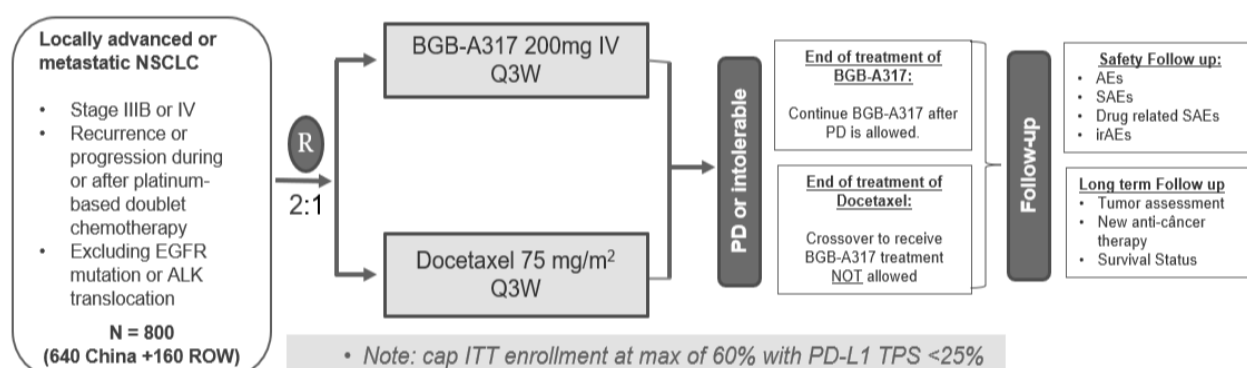 Locally advanced or
metastatic NSCLC
• Stage IIIB or IV
• Recurrence or
progression during
or after platinum-
based doublet
chemotherapy
• Excluding EGFR
mutation or ALK
translocation
N = 800
(640 China +160 ROW)
R
2:1
BGB-A317 200mg IV
Q3W
Docetaxel 75 mg/m²
Q3W
PD or intolerable
End of treatment of
BGB-A317:
Continue BGB-A317 after
PD is allowed.
End of treatment of
Docetaxel:
Crossover to receive
BGB-A317 treatment
NOT allowed
Follow-up
Safety Follow up:
• AEs
• SAEs
• Drug related SAEs
• irAEs
Long term Follow up
• Tumor assessment
• New anti-câncer
therapy
• Survival Status
• Note: cap ITT enrollment at max of 60% with PD-L1 TPS <25%